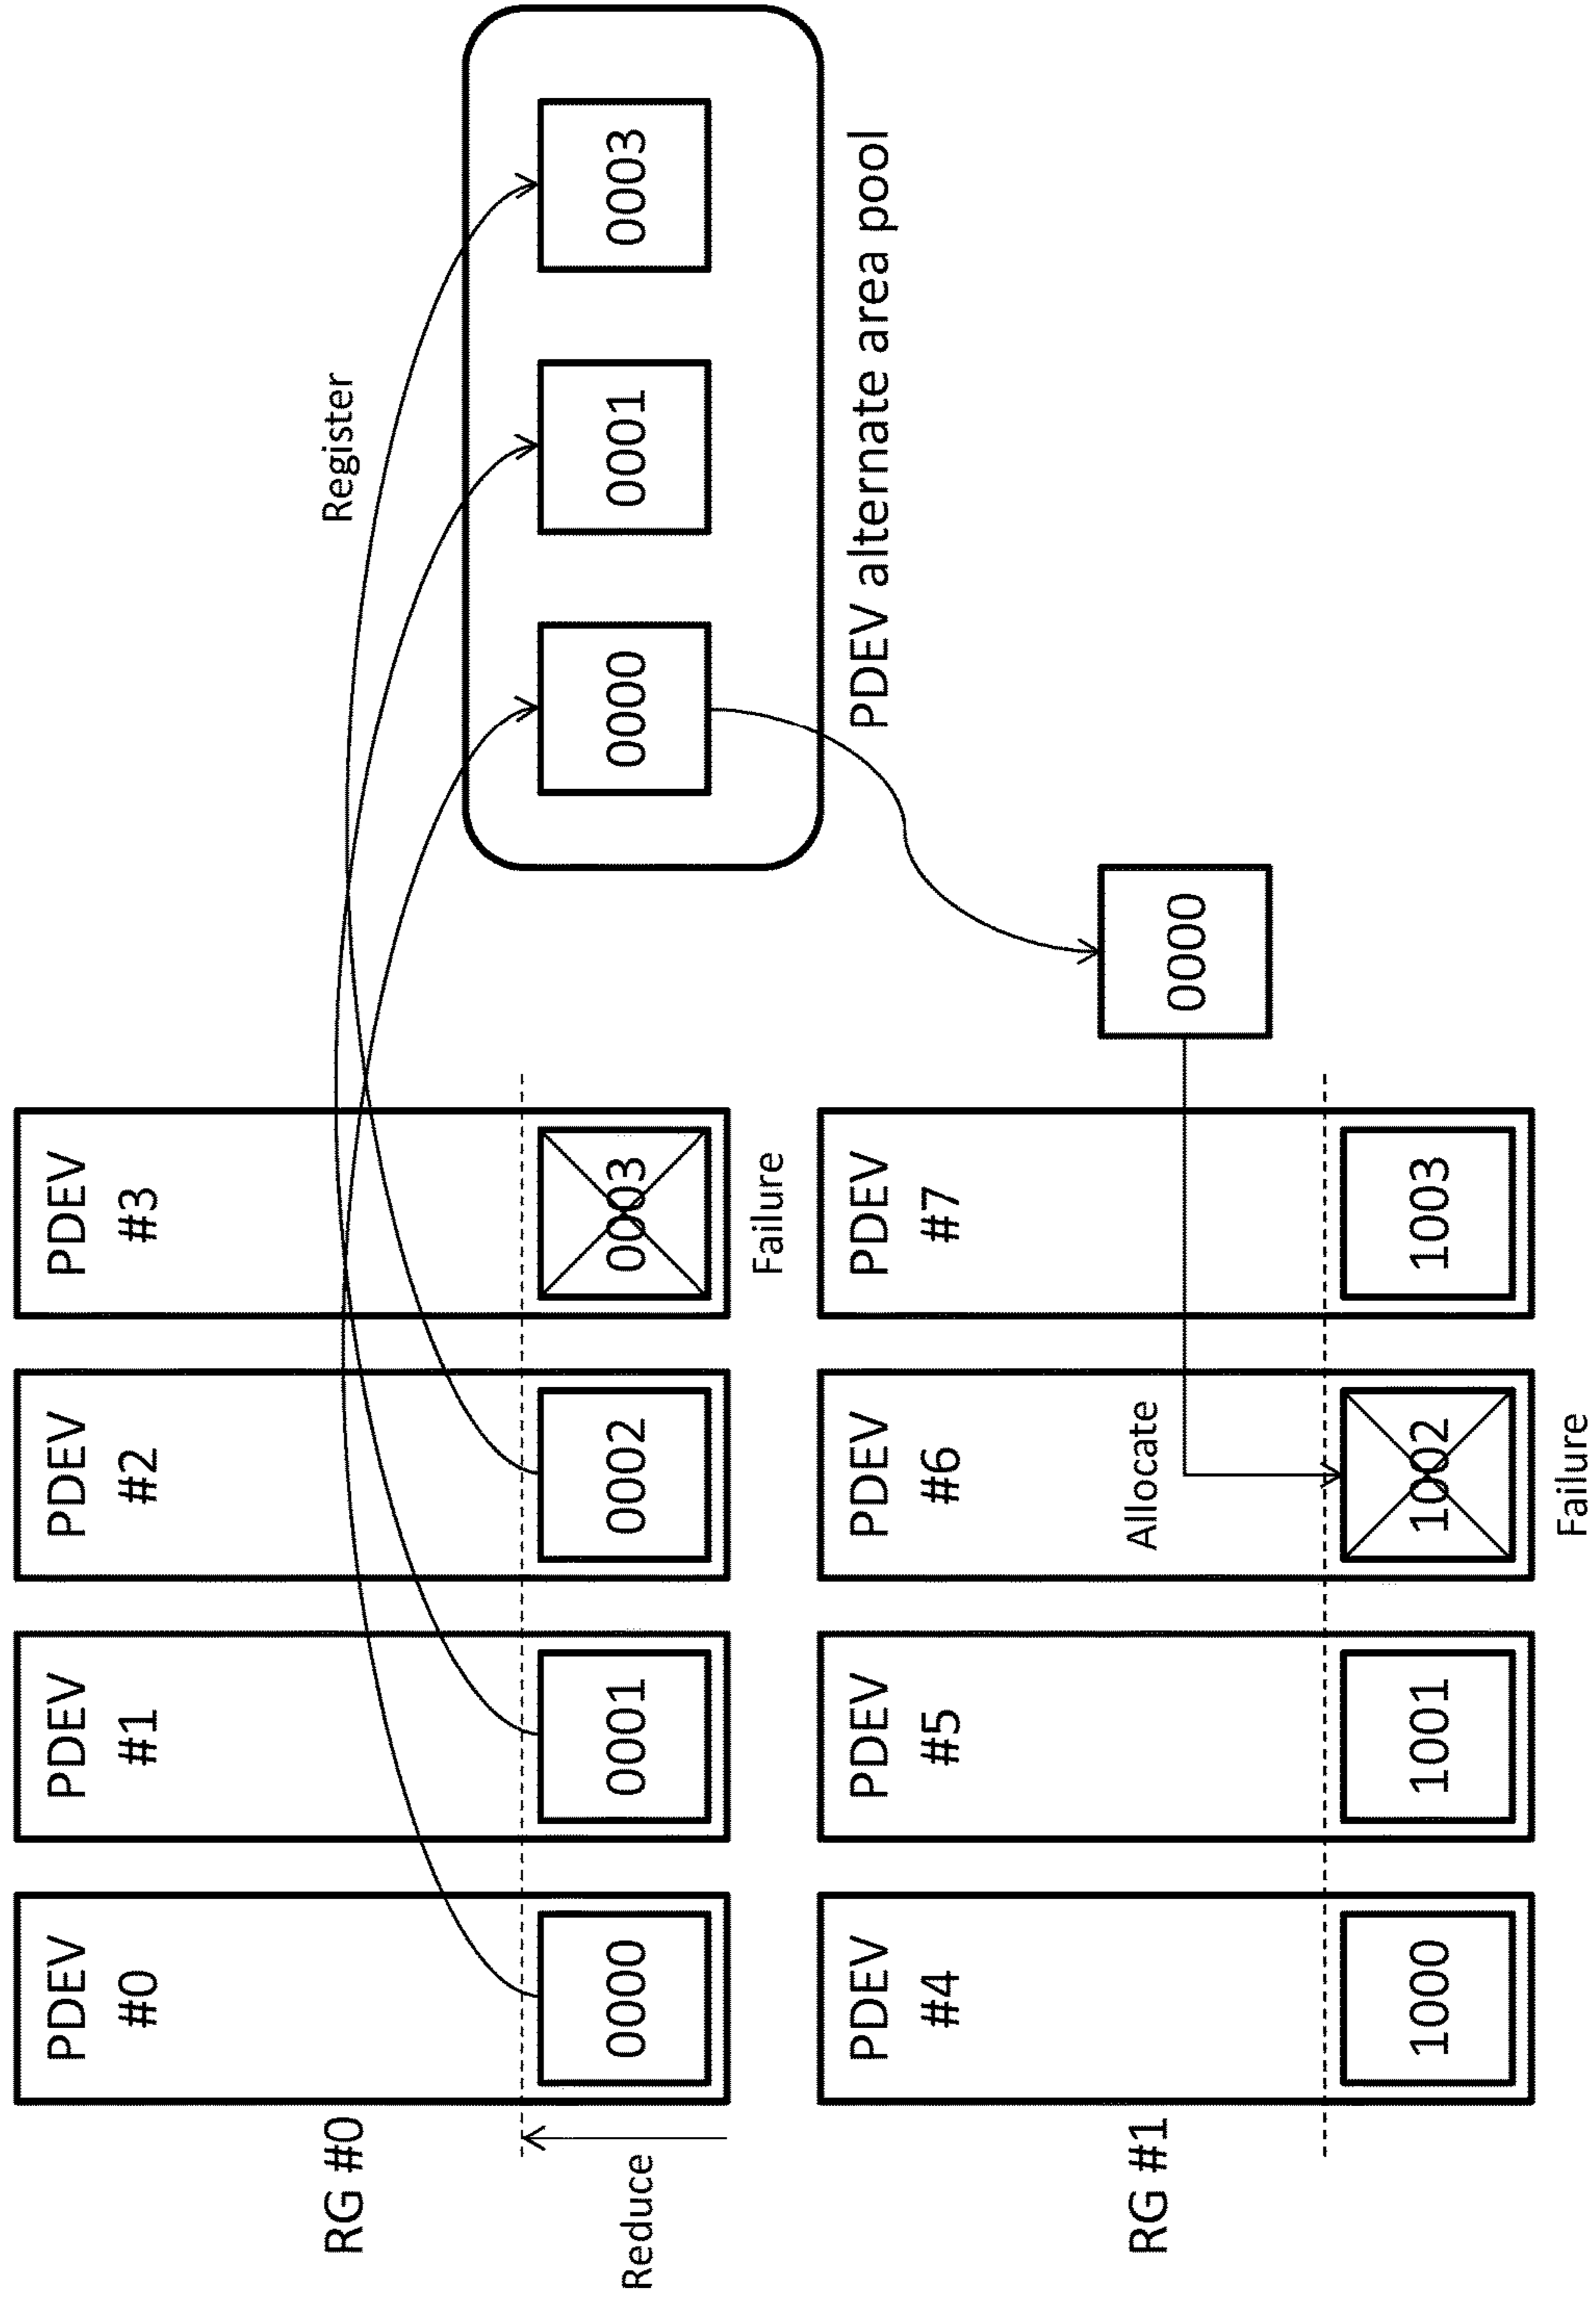 RG #0
PDEV
#0
PDEV
#1
PDEV
#2
PDEV
#3
Register
Reduce
0000
0001
0002
0003
0000
0001
0003
Failure
PDEV alternate area pool
RG #1
PDEV
#4
PDEV
#5
PDEV
#6
PDEV
#7
Allocate
0000
1000
1001
1002
1003
Failure